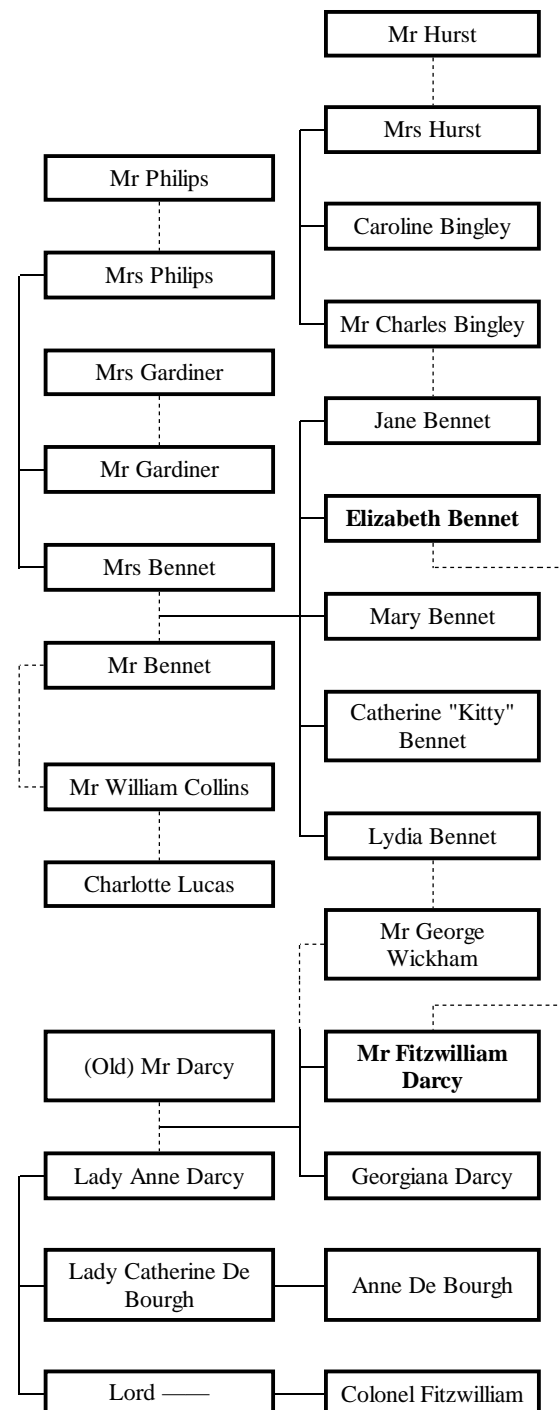 Mr Hurst
Mrs Hurst
Mr Philips
Caroline Bingley
Mrs Philips
Mr Charles Bingley
Mrs Gardiner
Jane Bennet
Mr Gardiner
Elizabeth Bennet
Mrs Bennet
Mary Bennet
Mr Bennet
Catherine "Kitty"
Bennet
Mr William Collins
Lydia Bennet
Charlotte Lucas
Mr George
Wickham
(Old) Mr Darcy
Mr Fitzwilliam
Darcy
Lady Anne Darcy
Georgiana Darcy
Lady Catherine De
Bourgh
Anne De Bourgh
Lord ——
Colonel Fitzwilliam